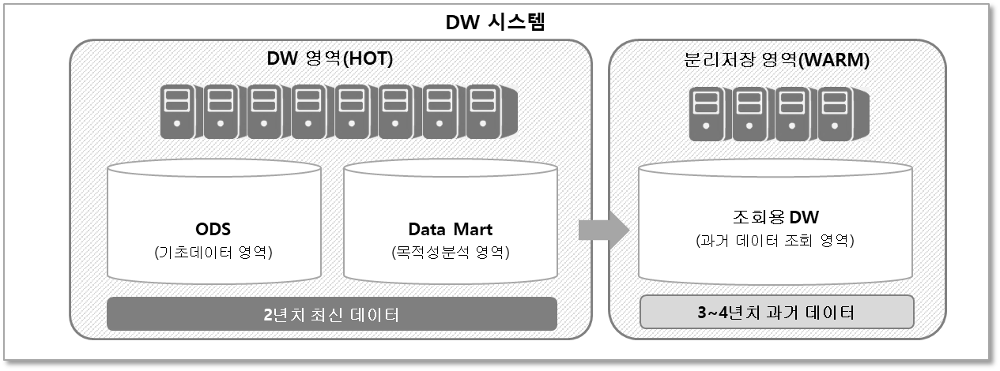 DW 시스템
DW 영역(HOT)
ODS
(기초데이터 영역)
Data Mart
(목적성분석 영역)
2년치 최신 데이터
분리저장 영역(WARM)
조회용 DW
(과거 데이터 조회 영역)
3~4년치 과거 데이터